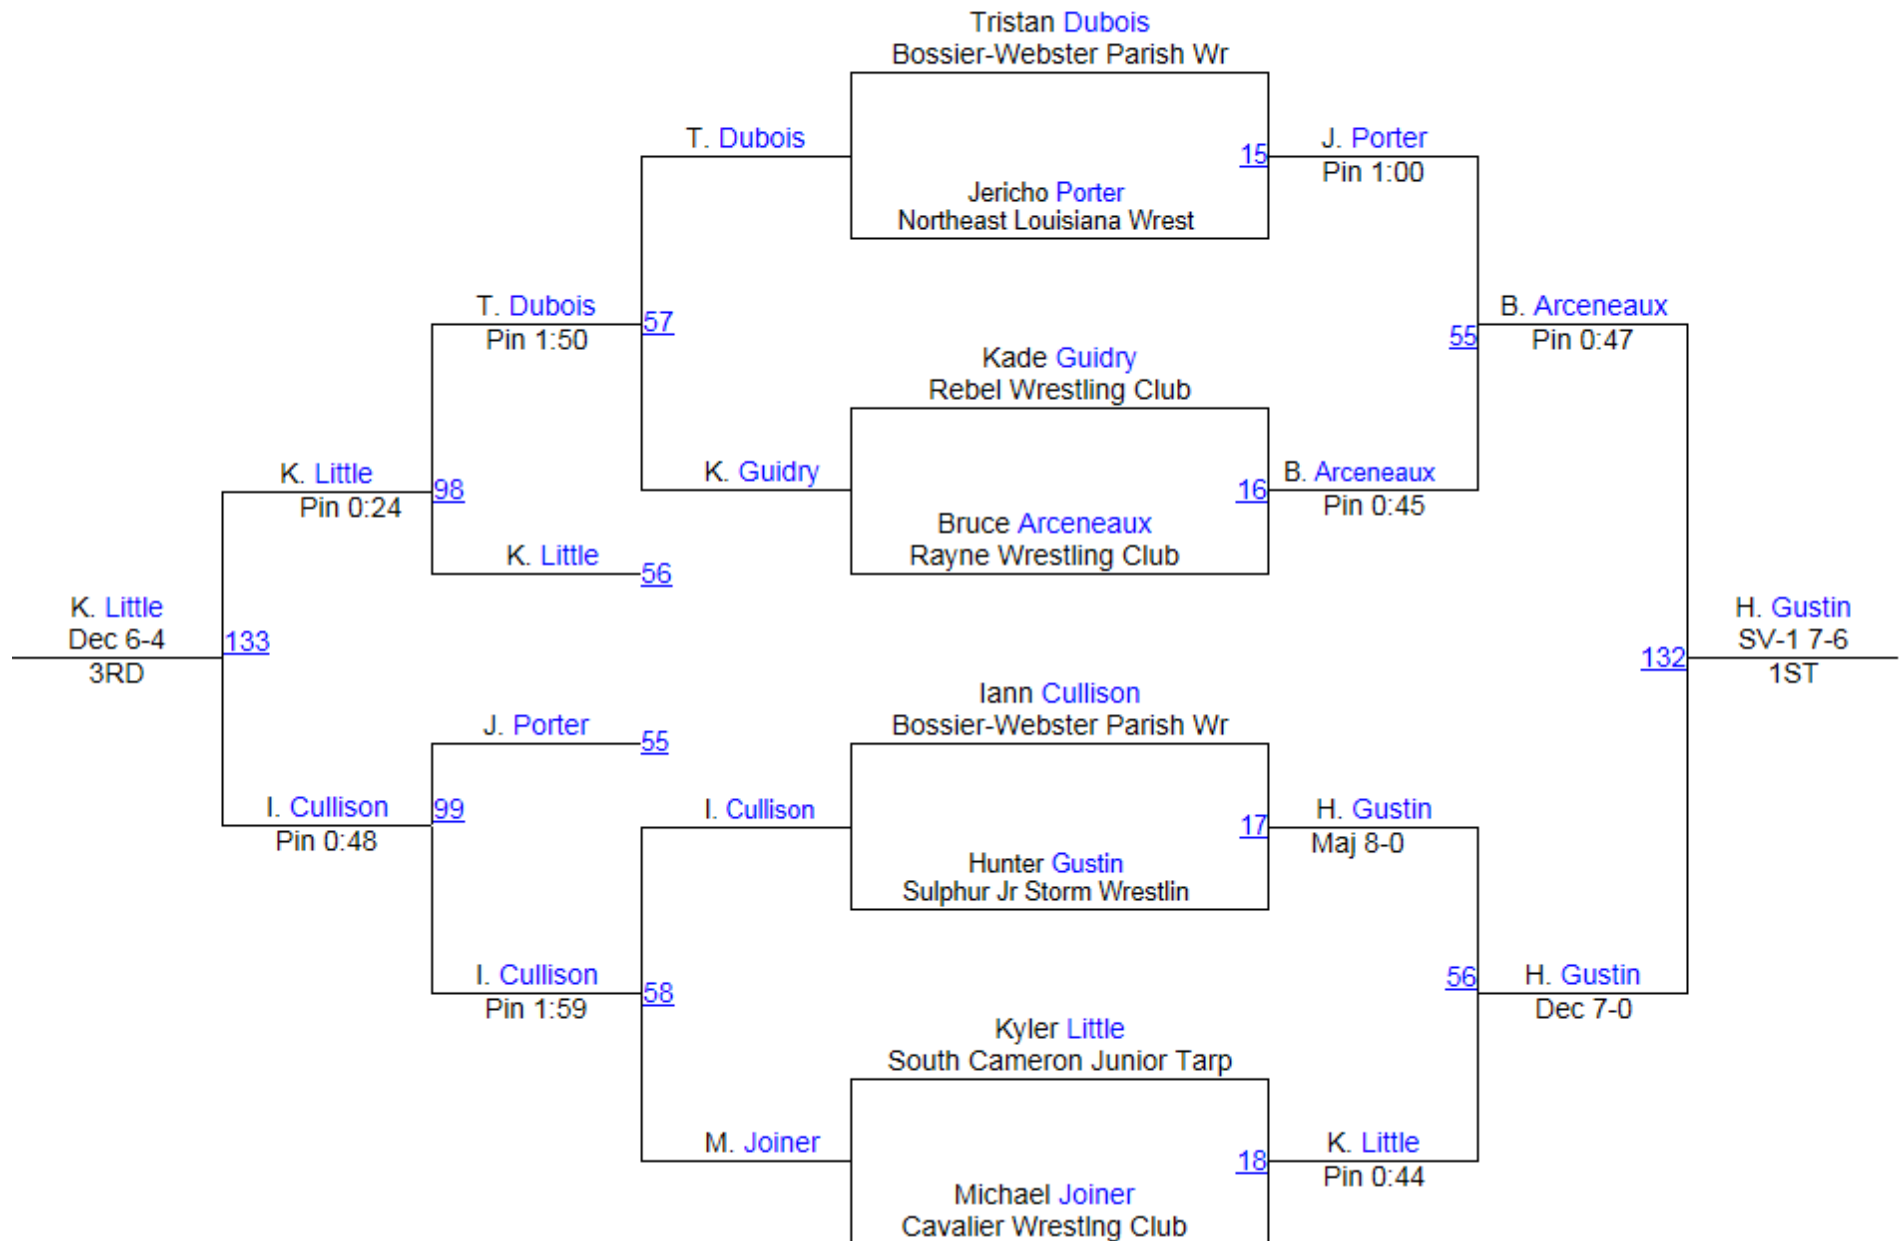 Tristan Dubois
Bossier-Webster Parish Wr
T. Dubois
15
J. Porter
Pin 1:00
Jericho Porter
Northeast Louisiana Wrest
T. Dubois
Pin 1:50
57
B. Arceneaux
Pin 0:47
55
Kade Guidry
Rebel Wrestling Club
K. Little
Pin 0:24
98
K. Guidry
16
B. Arceneaux
Pin 0:45
Bruce Arceneaux
Rayne Wrestling Club
K. Little
56
K. Little
Dec 6-4
3RD
133
132
H. Gustin
SV-1 7-6
1ST
Iann Cullison
Bossier-Webster Parish Wr
J. Porter
55
I. Cullison
Pin 0:48
99
I. Cullison
17
H. Gustin
Maj 8-0
Hunter Gustin
Sulphur Jr Storm Wrestlin
I. Cullison
Pin 1:59
58
56
H. Gustin
Dec 7-0
Kyler Little
South Cameron Junior Tarp
M. Joiner
18
K. Little
Pin 0:44
Michael Joiner
Cavalier Wrestlng Club